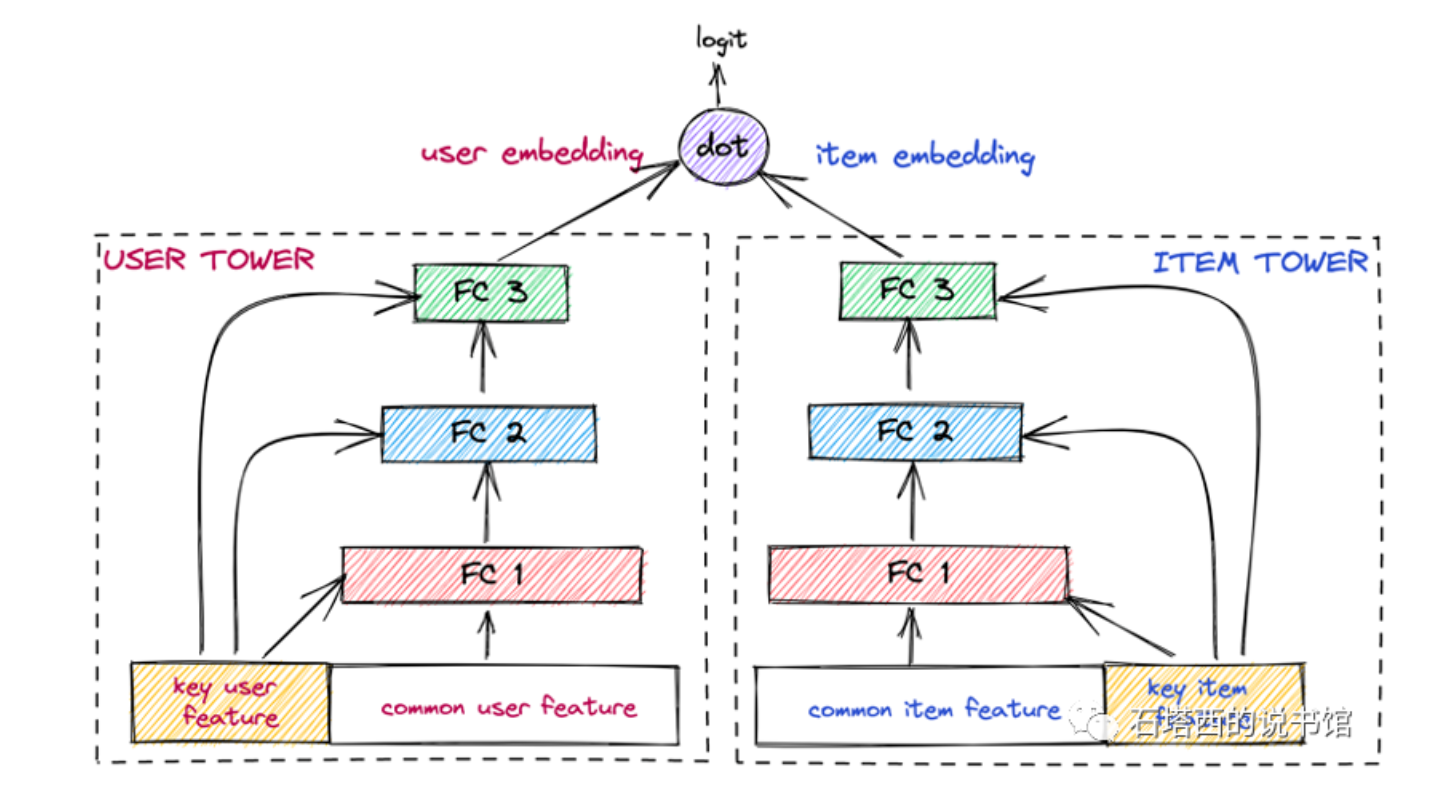 logit
dot
user embedding
item embedding
USER TOWER
ITEM TOWER
FC 3
FC 3
FC 2
FC 2
FC 1
FC 1
key user
feature
common user feature
common item feature
key item
石塔西的说书馆